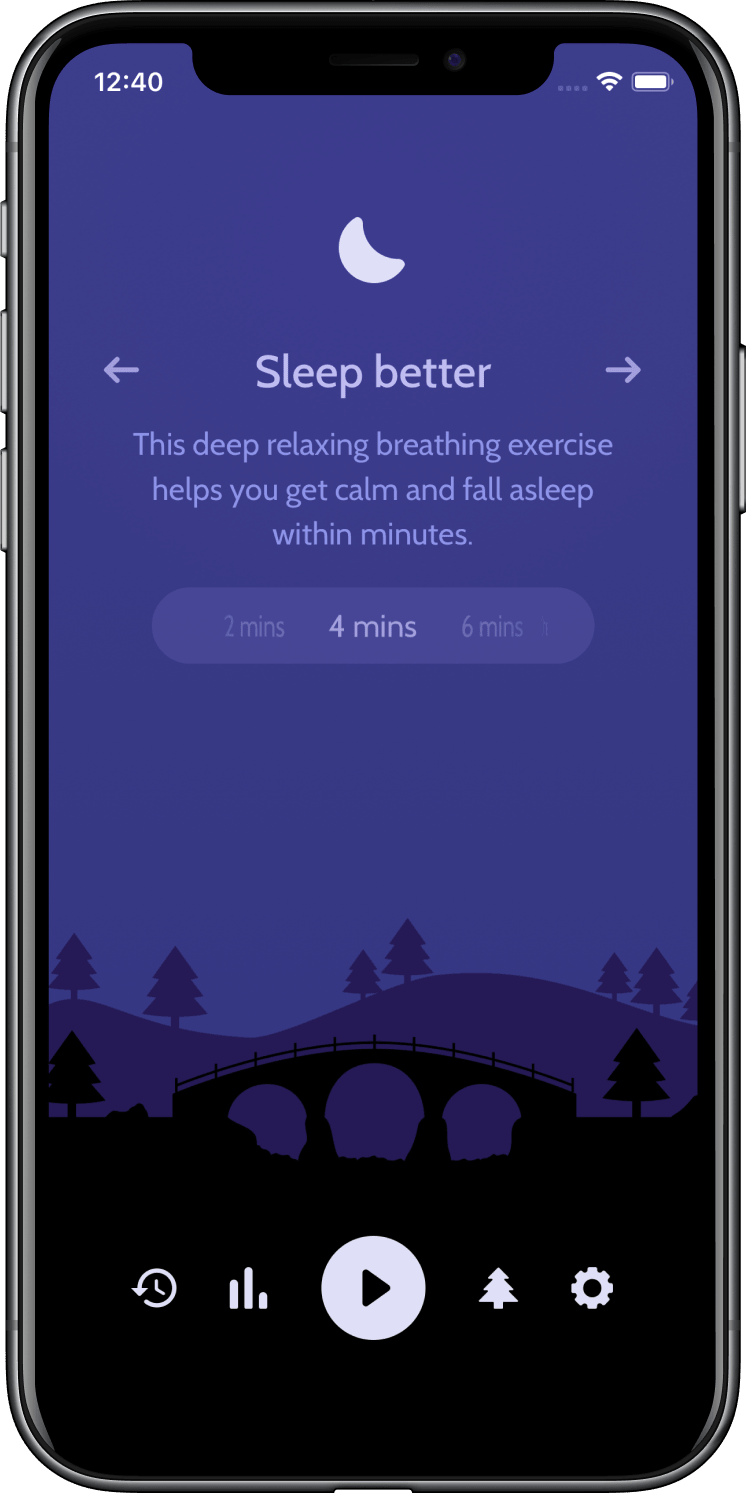 12:40
Sleep better
This deep relaxing breathing exercise
helps you get calm and fall asleep
within minutes.
2 mins 4 mins 6 mins